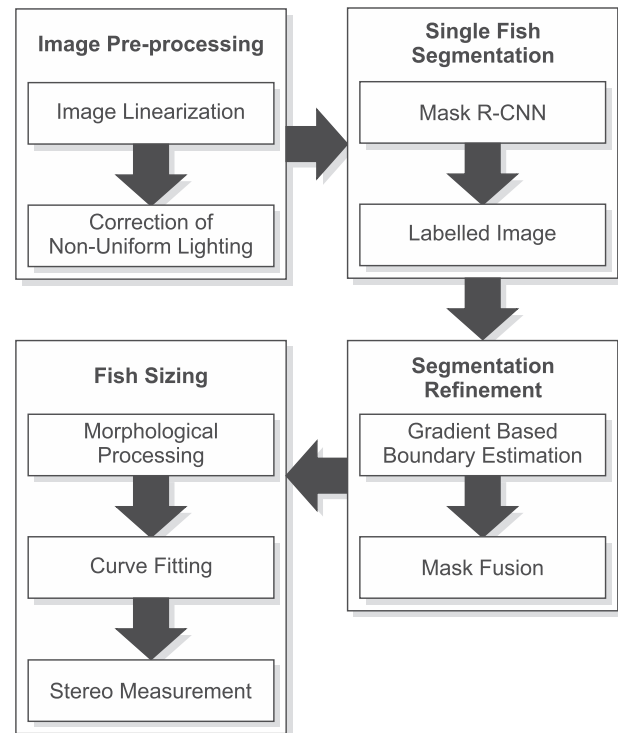 Image Pre-processing
Image Linearization
Correction of
Non-Uniform Lighting
Single Fish
Segmentation
Mask R-CNN
Labelled Image
Segmentation
Refinement
Gradient Based
Boundary Estimation
Mask Fusion
Fish Sizing
Morphological
Processing
Curve Fitting
Stereo Measurement